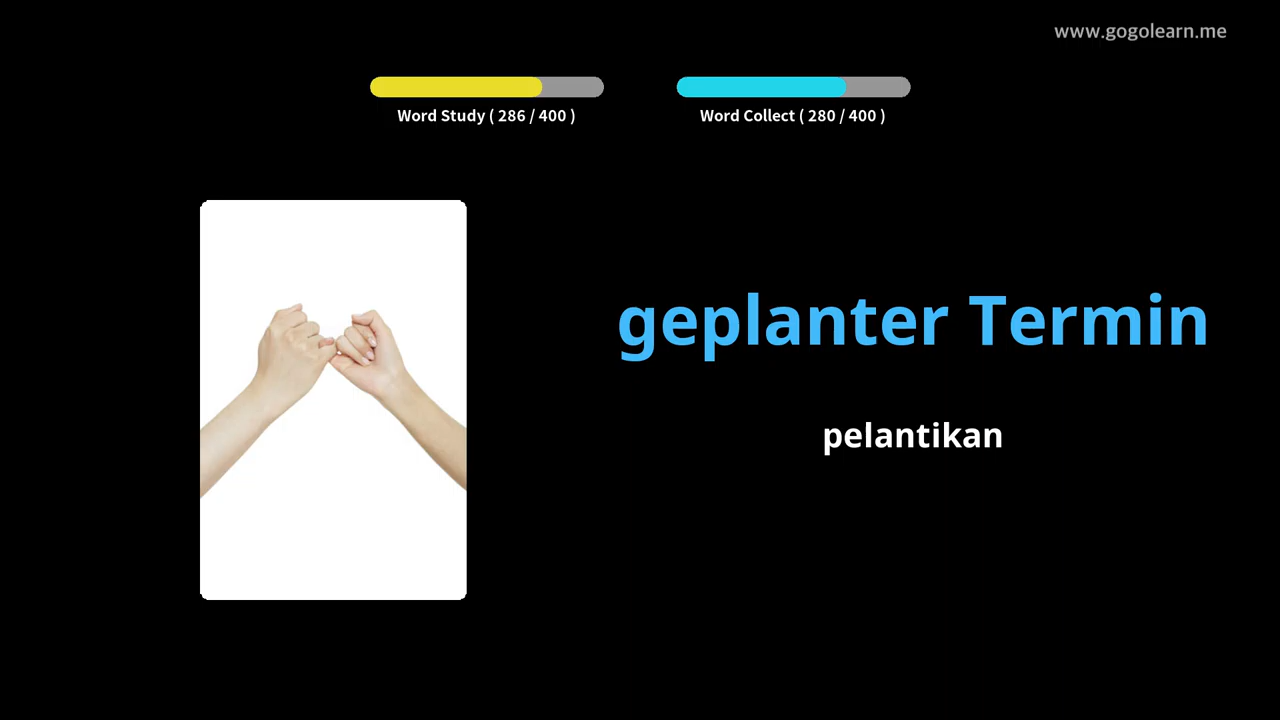 www.gogolearn.me
Word Study ( 286 / 400 )
Word Collect ( 280 / 400 )
geplanter Termin
pelantikan